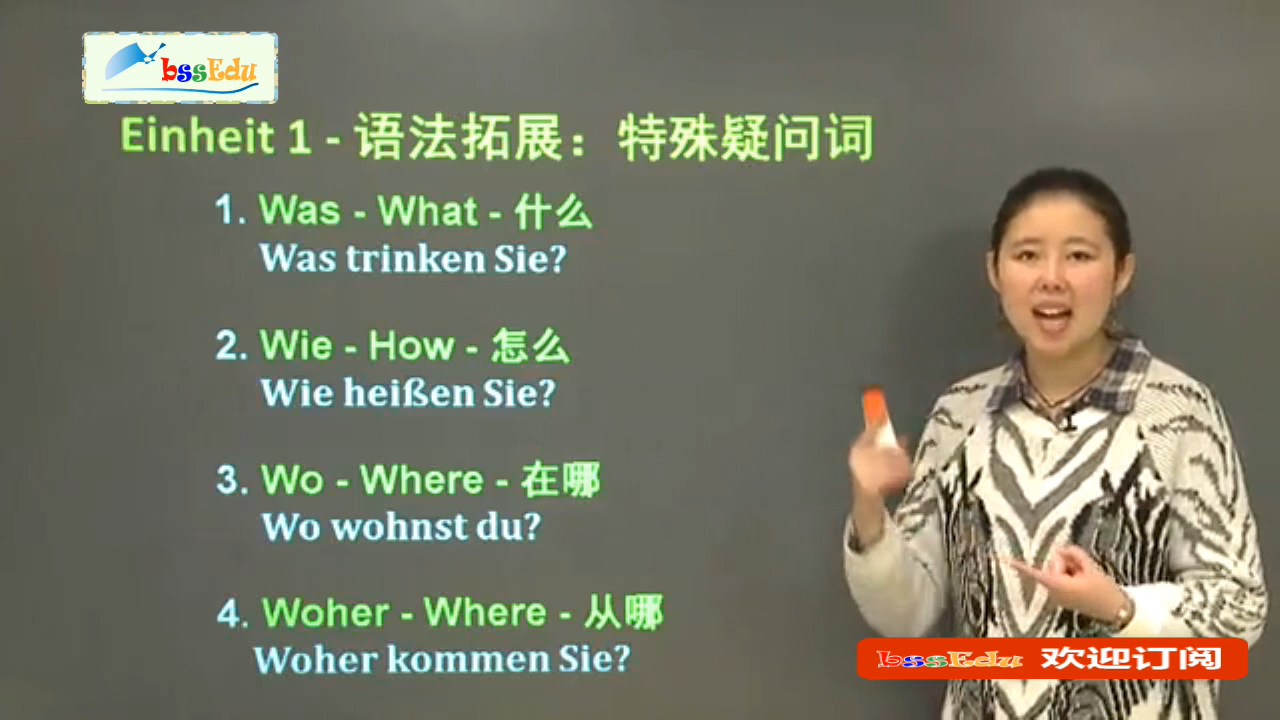 bssEdu
Einheit 1 - 语法拓展：特殊疑问词
1. Was - What - 什么
Was trinken Sie?
2. Wie - How - 怎么
Wie heißen Sie?
3. Wo - Where - 在哪
Wo wohnst du?
4. Woher - Where - 从哪
Woher kommen Sie?
bssEdu 欢迎订阅